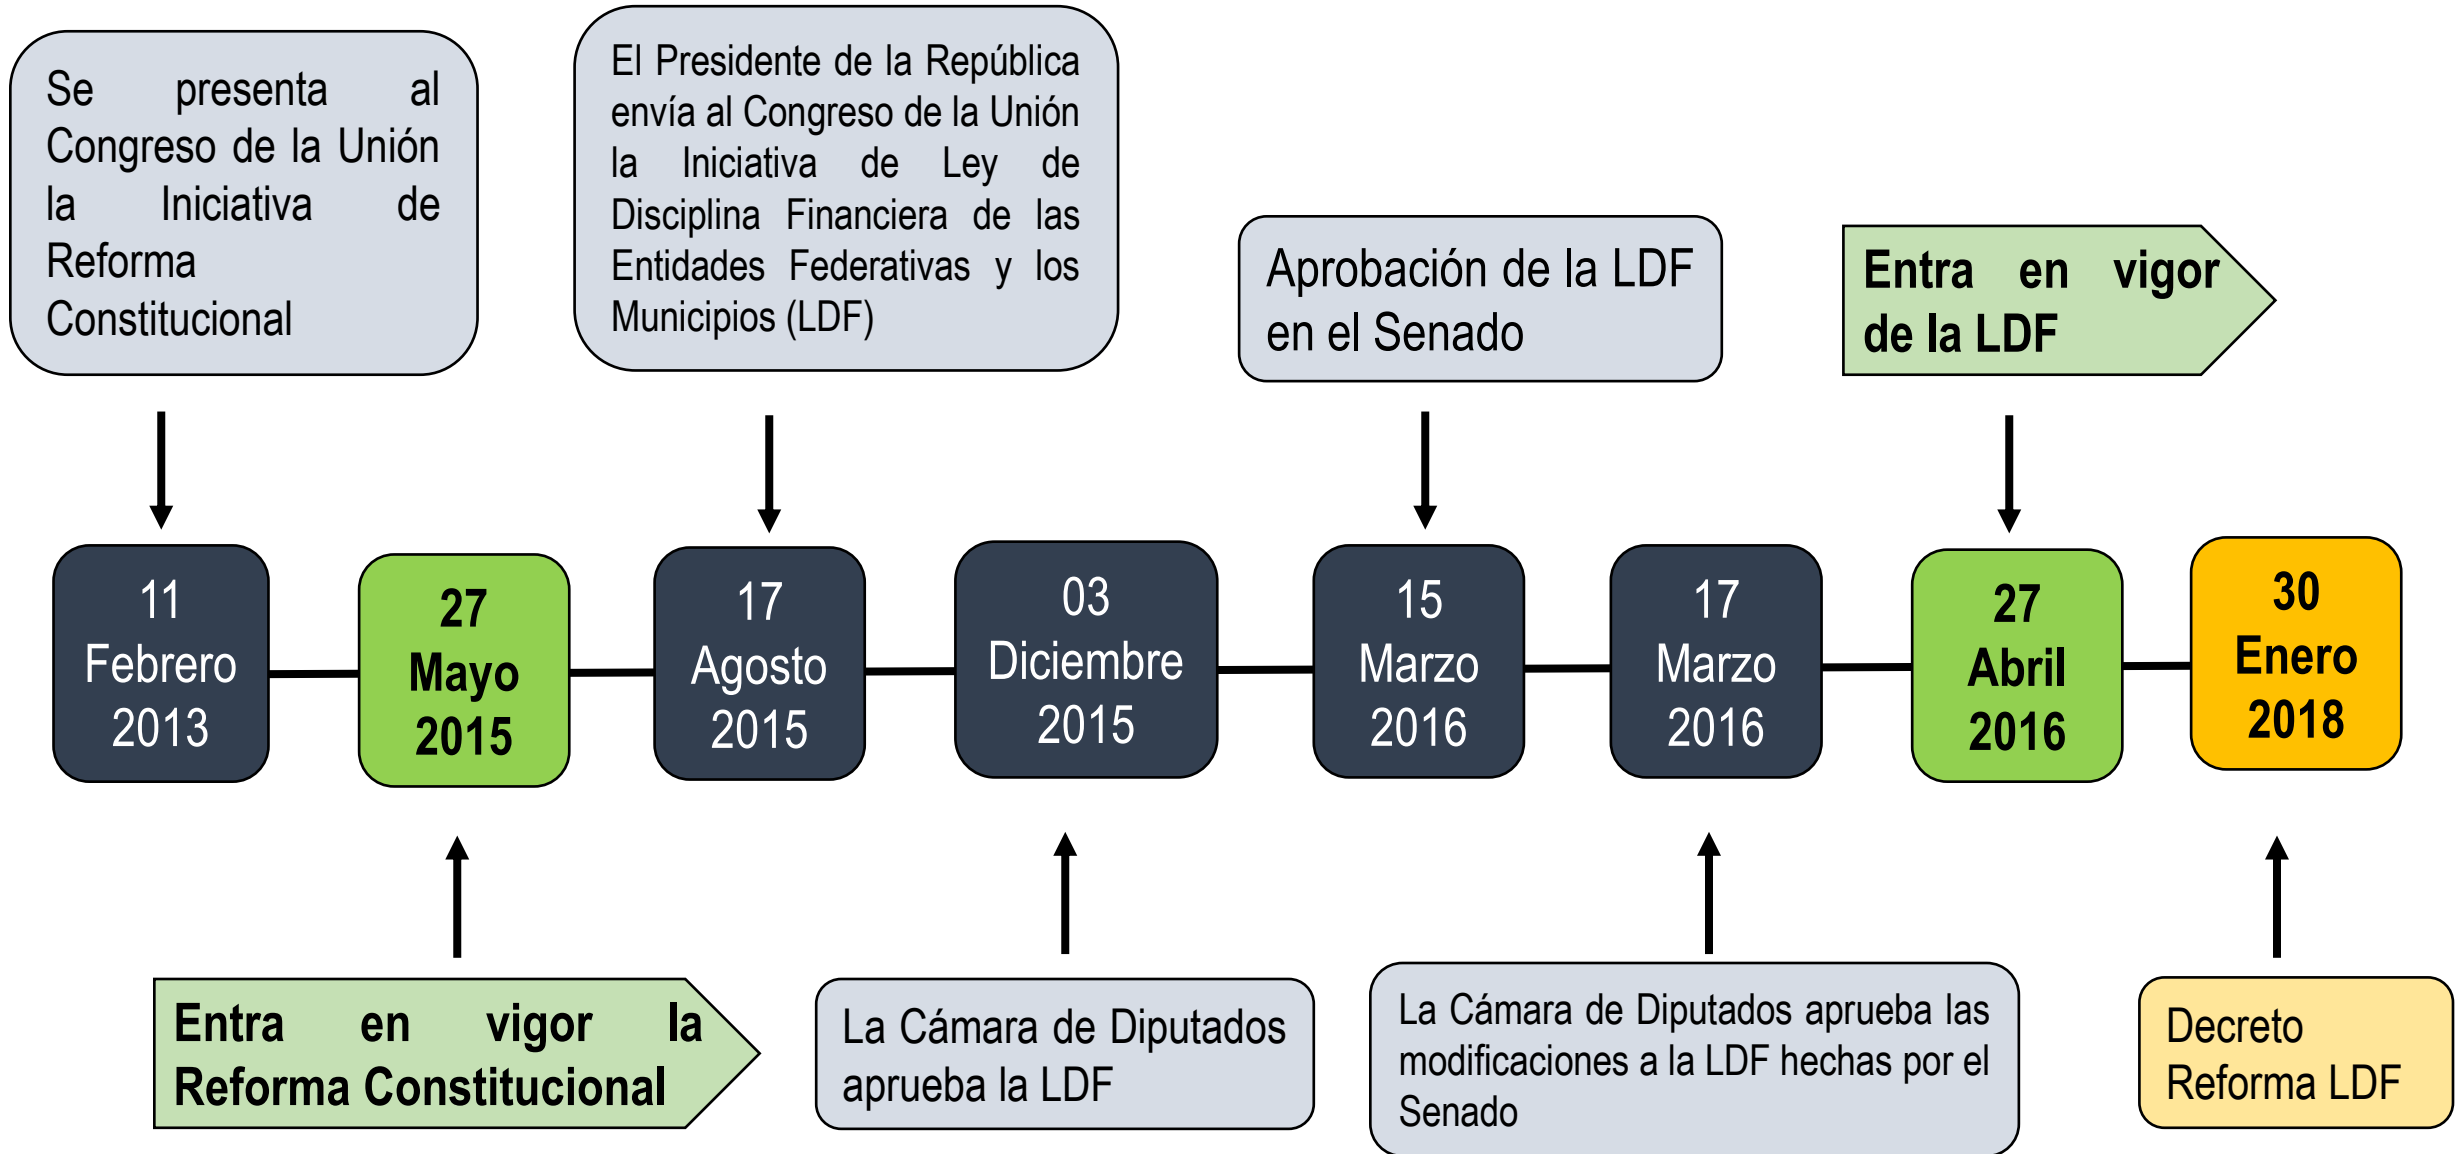 Se presenta al
Congreso de la Unión
la Iniciativa de
Reforma
Constitucional
El Presidente de la República
envía al Congreso de la Unión
la Iniciativa de Ley de
Disciplina Financiera de las
Entidades Federativas y los
Municipios (LDF)
Aprobación de la LDF
en el Senado
Entra en vigor
de la LDF
11
Febrero
2013
27
Mayo
2015
17
Agosto
2015
03
Diciembre
2015
15
Marzo
2016
17
Marzo
2016
27
Abril
2016
30
Enero
2018
Entra en vigor la
Reforma Constitucional
La Cámara de Diputados
aprueba la LDF
La Cámara de Diputados aprueba las
modificaciones a la LDF hechas por el
Senado
Decreto
Reforma LDF